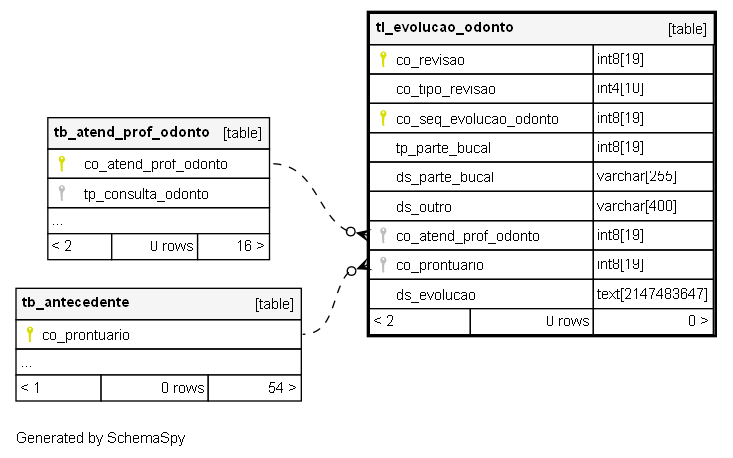 tl_evolucao_odonto [table]
co_revisao int8[19]
co_tipo_revisao int4[10]
co_seq_evolucao_odonto int8[19]
tp_parte_bucal int8[19]
ds_parte_bucal varchar[255]
ds_outro varchar[400]
co_atend_prof_odonto int8[19]
co_prontuario int8[19]
ds_evolucao text[2147483647]
< 2 0 rows 0 >
tb_atend_prof_odonto [table]
co_atend_prof_odonto
tp_consulta_odonto
...
< 2 0 rows 16 >
tb_antecedente [table]
co_prontuario
...
< 1 0 rows 54 >
Generated by SchemaSpy